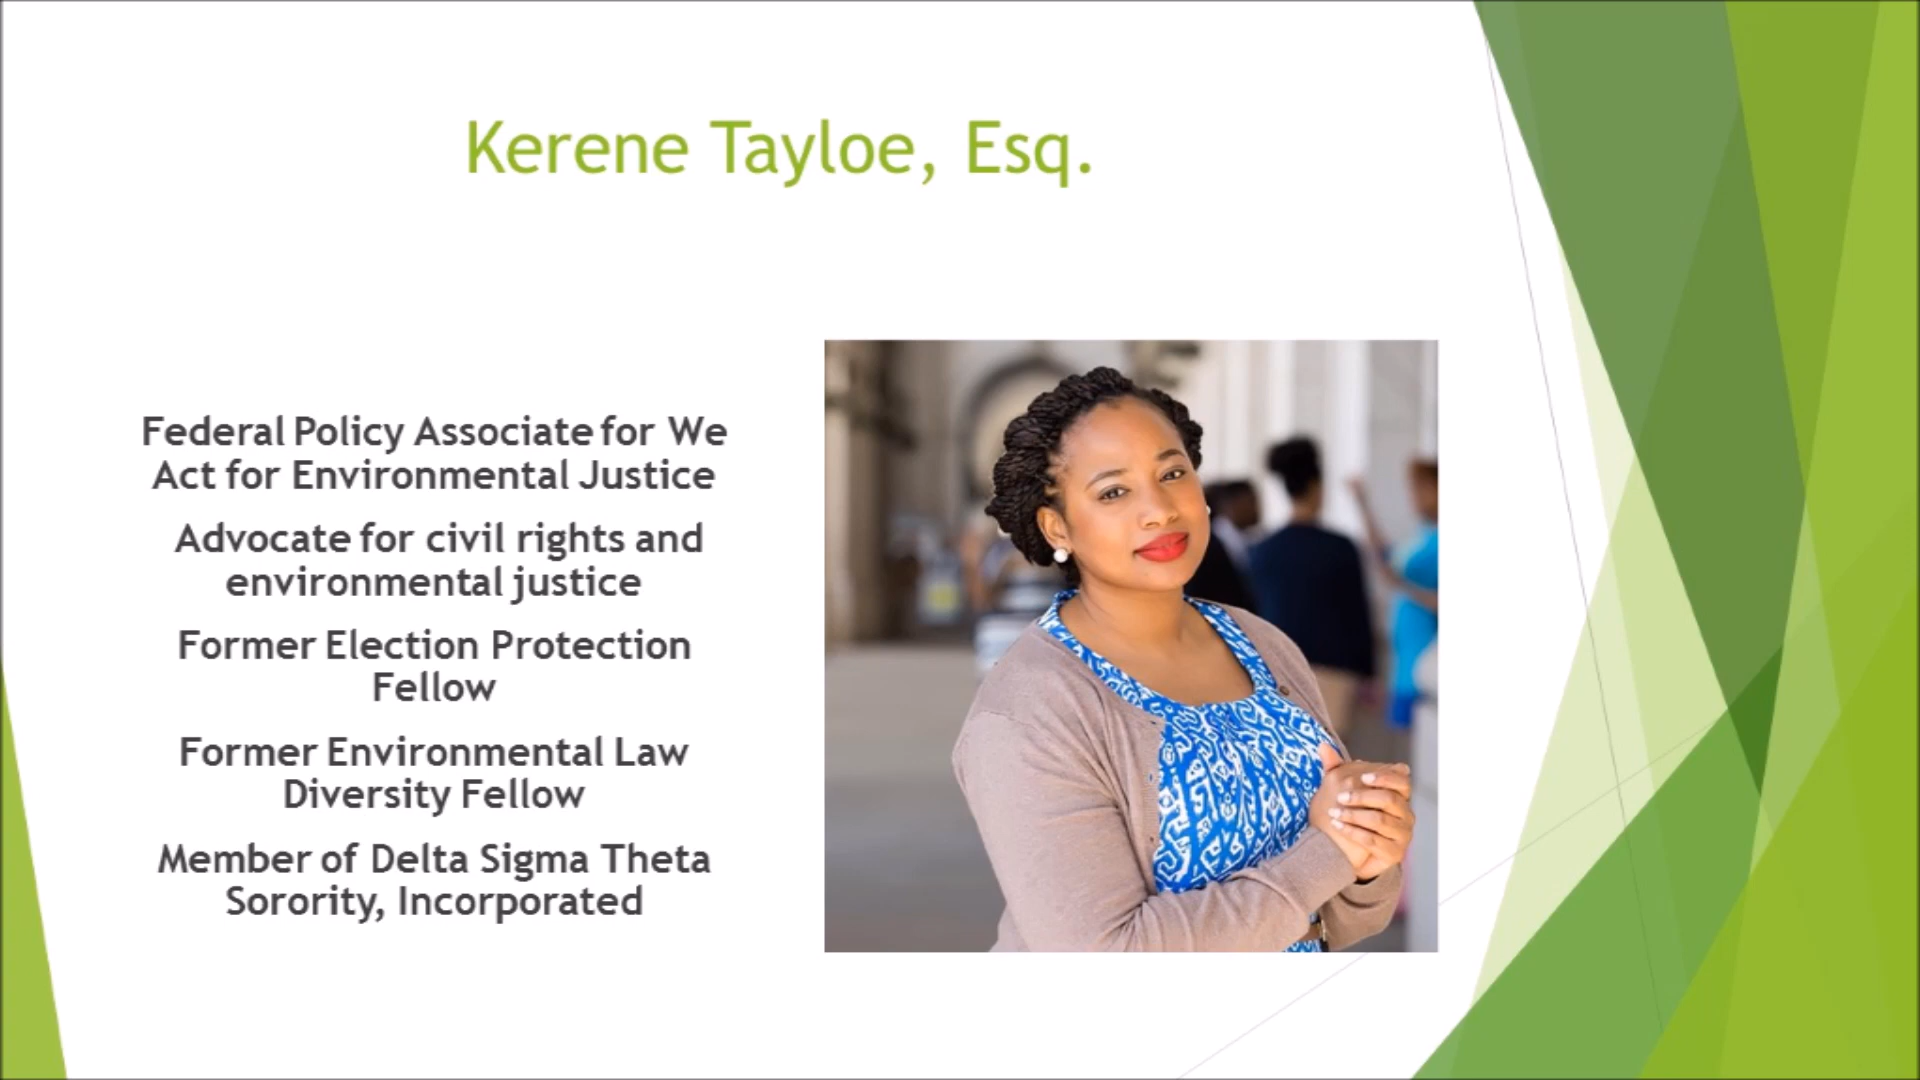 Kerene Tayloe, Esq.
Federal Policy Associate for We
Act for Environmental Justice
Advocate for civil rights and
environmental justice
Former Election Protection
Fellow
Former Environmental Law
Diversity Fellow
Member of Delta Sigma Theta
Sorority, Incorporated